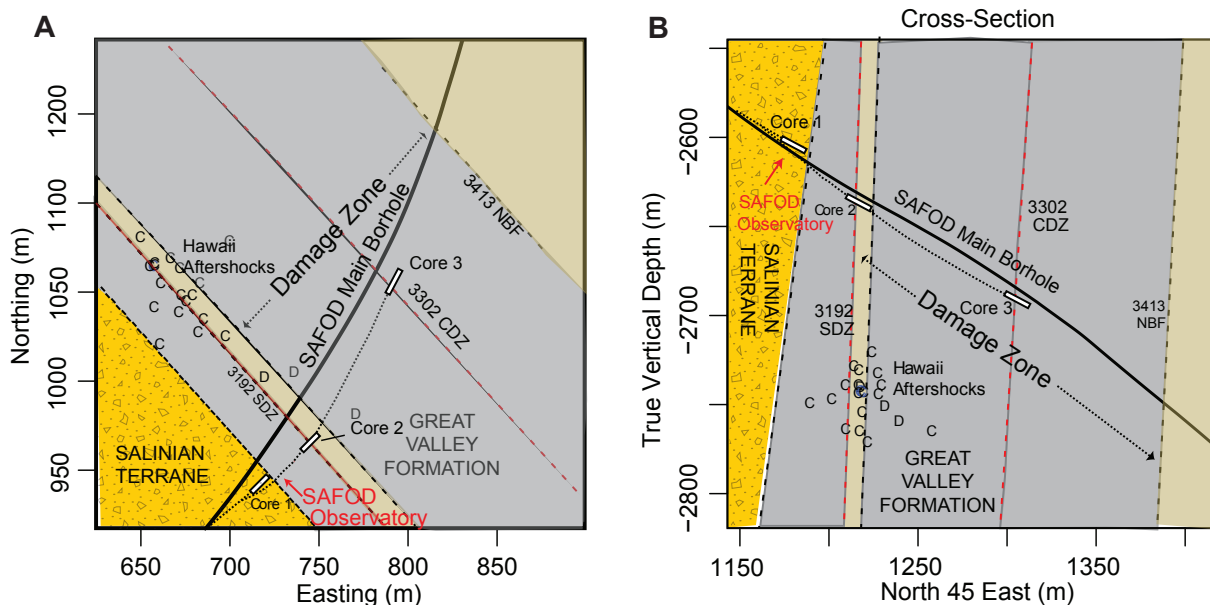 A
Northing (m)
1200
1100
1050
1000
950
650
700
750
800
850
Easting (m)
C
C
C
Hawaii
Aftershocks
C
C
C
C
C
C
C
C
C
C
C
C
D
D
D
Damage Zone
SAFOD Main Borhole
3413 NBF
3302 CDZ
Core 3
3192 SDZ
Core 2
GREAT
VALLEY
FORMATION
SALINIAN
TERRANE
Core 1
SAFOD
Observatory
B
Cross-Section
True Vertical Depth (m)
−2600
−2700
−2800
1150
1250
1350
North 45 East (m)
Core 1
SAFOD
Observatory
Core 2
SALINIAN
TERRANE
SAFOD Main Borhole
3302
CDZ
Core 3
3192
SDZ
Damage Zone
3413
NBF
C
C
C
C
C
C
C
C
Hawaii
Aftershocks
C
C
C
C
D
D
C
C
C
C
C
GREAT
VALLEY
FORMATION